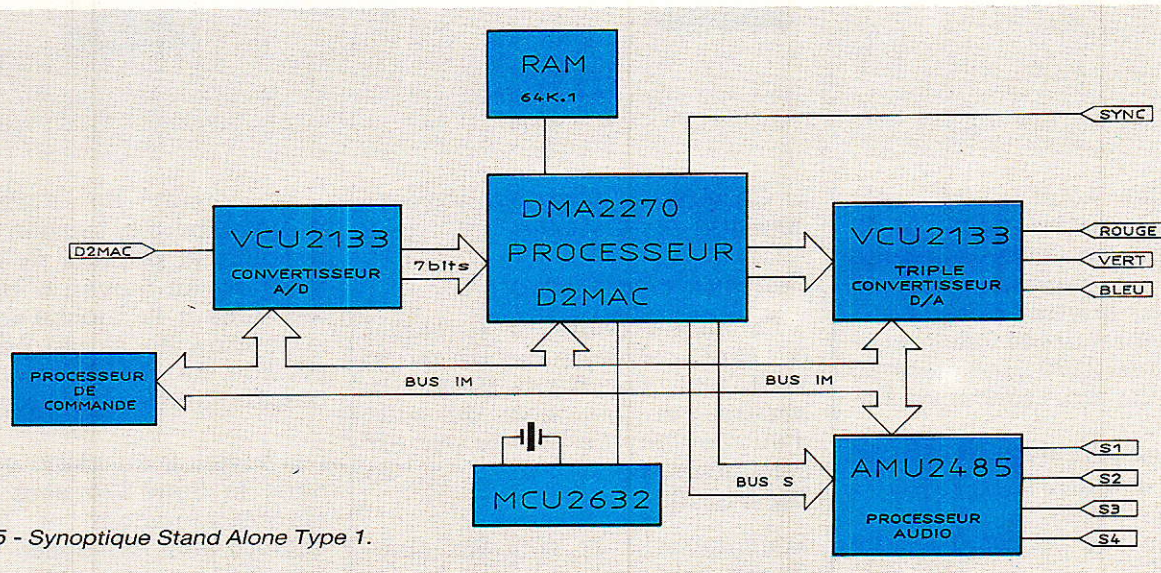 RAM
64K.1
SYNC
DMA2270
PROCESSEUR
D2MAC
D2MAC
VCU2133
CONVERTISSEUR
A/D
7bits
VCU2133
TRIPLE
CONVERTISSEUR
D/A
ROUGE
VERT
BLEU
PROCESSEUR
DE
COMMANDE
BUS IM
BUS IM
MCU2632
BUS S
AMU2485
PROCESSEUR
AUDIO
S1
S2
S3
S4
5 - Synoptique Stand Alone Type 1.